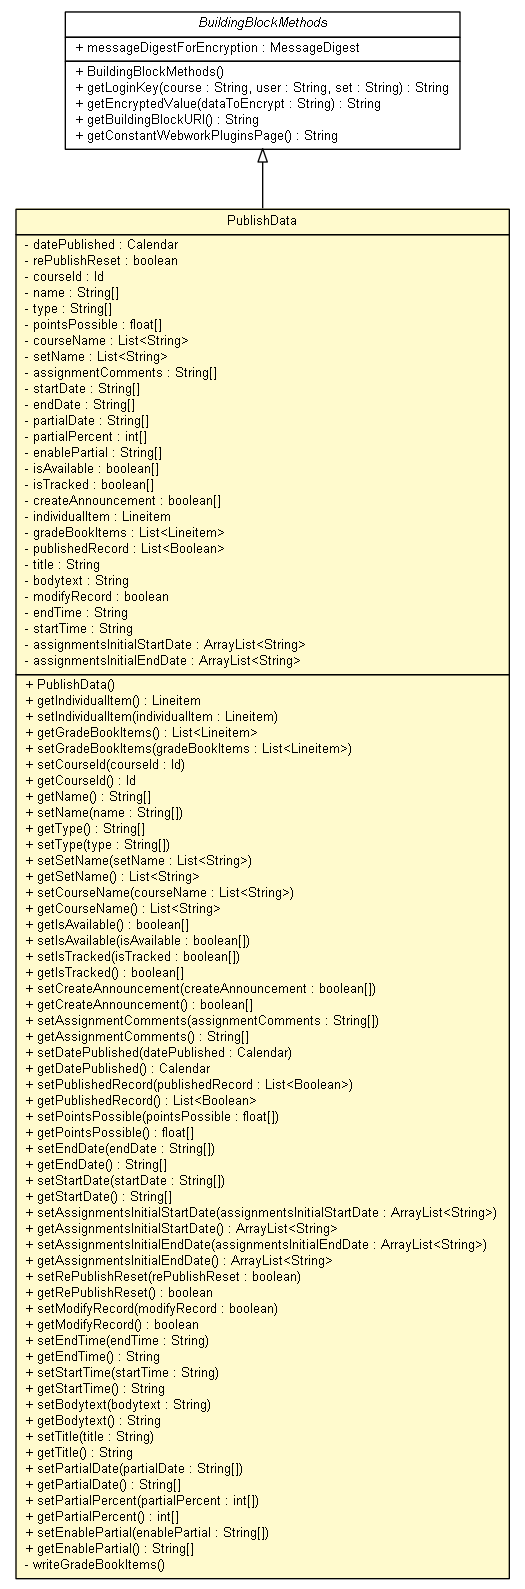 BuildingBlockMethods
+ messageDigestForEncryption : MessageDigest
+ BuildingBlockMethods()
+ getLoginKey(course : String, user : String, set : String) : String
+ getEncryptedValue(dataToEncrypt : String) : String
+ getBuildingBlockURI() : String
+ getConstantWebworkPluginsPage() : String
PublishData
- datePublished : Calendar
- rePublishReset : boolean
- courseId : Id
- name : String[]
- type : String[]
- pointsPossible : float[]
- courseName : List<String>
- setName : List<String>
- assignmentComments : String[]
- startDate : String[]
- endDate : String[]
- partialDate : String[]
- partialPercent : int[]
- enablePartial : String[]
- isAvailable : boolean[]
- isTracked : boolean[]
- createAnnouncement : boolean[]
- individualItem : Lineitem
- gradeBookItems : List<Lineitem>
- publishedRecord : List<Boolean>
- title : String
- bodytext : String
- modifyRecord : boolean
- endTime : String
- startTime : String
- assignmentsInitialStartDate : ArrayList<String>
- assignmentsInitialEndDate : ArrayList<String>
+ PublishData()
+ getIndividualItem() : Lineitem
+ setIndividualItem(individualItem : Lineitem)
+ getGradeBookItems() : List<Lineitem>
+ setGradeBookItems(gradeBookItems : List<Lineitem>)
+ setCourseId(courseId : Id)
+ getCourseId() : Id
+ getName() : String[]
+ setName(name : String[])
+ getType() : String[]
+ setType(type : String[])
+ setSetName(setName : List<String>)
+ getSetName() : List<String>
+ setCourseName(courseName : List<String>)
+ getCourseName() : List<String>
+ getIsAvailable() : boolean[]
+ setIsAvailable(isAvailable : boolean[])
+ setIsTracked(isTracked : boolean[])
+ getIsTracked() : boolean[]
+ setCreateAnnouncement(createAnnouncement : boolean[])
+ getCreateAnnouncement() : boolean[]
+ setAssignmentComments(assignmentComments : String[])
+ getAssignmentComments() : String[]
+ setDatePublished(datePublished : Calendar)
+ getDatePublished() : Calendar
+ setPublishedRecord(publishedRecord : List<Boolean>)
+ getPublishedRecord() : List<Boolean>
+ setPointsPossible(pointsPossible : float[])
+ getPointsPossible() : float[]
+ setEndDate(endDate : String[])
+ getEndDate() : String[]
+ setStartDate(startDate : String[])
+ getStartDate() : String[]
+ setAssignmentsInitialStartDate(assignmentsInitialStartDate : ArrayList<String>)
+ getAssignmentsInitialStartDate() : ArrayList<String>
+ setAssignmentsInitialEndDate(assignmentsInitialEndDate : ArrayList<String>)
+ getAssignmentsInitialEndDate() : ArrayList<String>
+ setRePublishReset(rePublishReset : boolean)
+ getRePublishReset() : boolean
+ setModifyRecord(modifyRecord : boolean)
+ getModifyRecord() : boolean
+ setEndTime(endTime : String)
+ getEndTime() : String
+ setStartTime(startTime : String)
+ getStartTime() : String
+ setBodytext(bodytext : String)
+ getBodytext() : String
+ setTitle(title : String)
+ getTitle() : String
+ setPartialDate(partialDate : String[])
+ getPartialDate() : String[]
+ setPartialPercent(partialPercent : int[])
+ getPartialPercent() : int[]
+ setEnablePartial(enablePartial : String[])
+ getEnablePartial() : String[]
- writeGradeBookItems()